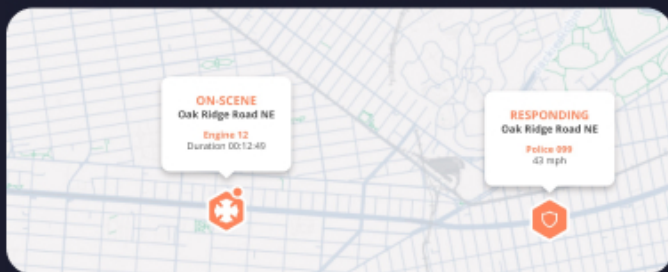 ON-SCENE
Oak Ridge Road NE
Engine 12
Duration 00:12:49
RESPONDING
Oak Ridge Road NE
Police 099
43 mph